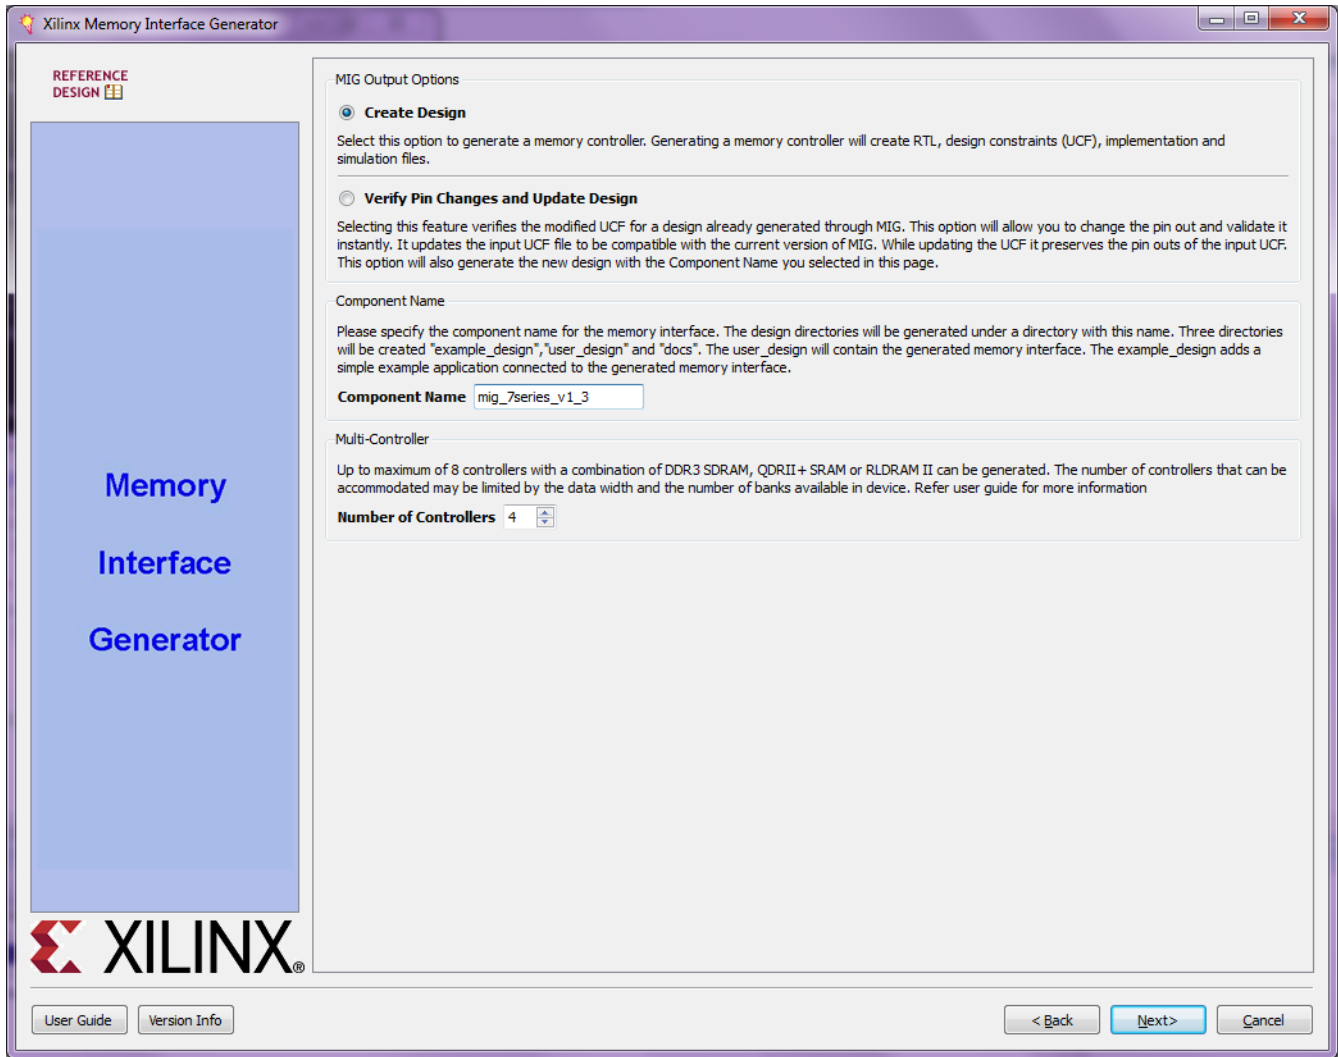 Xilinx Memory Interface Generator
REFERENCE
DESIGN
Memory
Interface
Generator
XILINX®
MIG Output Options
Create Design
Select this option to generate a memory controller. Generating a memory controller will create RTL, design constraints (UCF), implementation and
simulation files.
Verify Pin Changes and Update Design
Selecting this feature verifies the modified UCF for a design already generated through MIG. This option will allow you to change the pin out and validate it
instantly. It updates the input UCF file to be compatible with the current version of MIG. While updating the UCF it preserves the pin outs of the input UCF.
This option will also generate the new design with the Component Name you selected in this page.
Component Name
Please specify the component name for the memory interface. The design directories will be generated under a directory with this name. Three directories
will be created "example_design","user_design" and "docs". The user_design will contain the generated memory interface. The example_design adds a
simple example application connected to the generated memory interface.
Component Name mig_7series_v1_3
Multi-Controller
Up to maximum of 8 controllers with a combination of DDR3 SDRAM, QDRII+ SRAM or RLDRAM II can be generated. The number of controllers that can be
accommodated may be limited by the data width and the number of banks available in device. Refer user guide for more information
Number of Controllers 4
User Guide Version Info < Back Next> Cancel